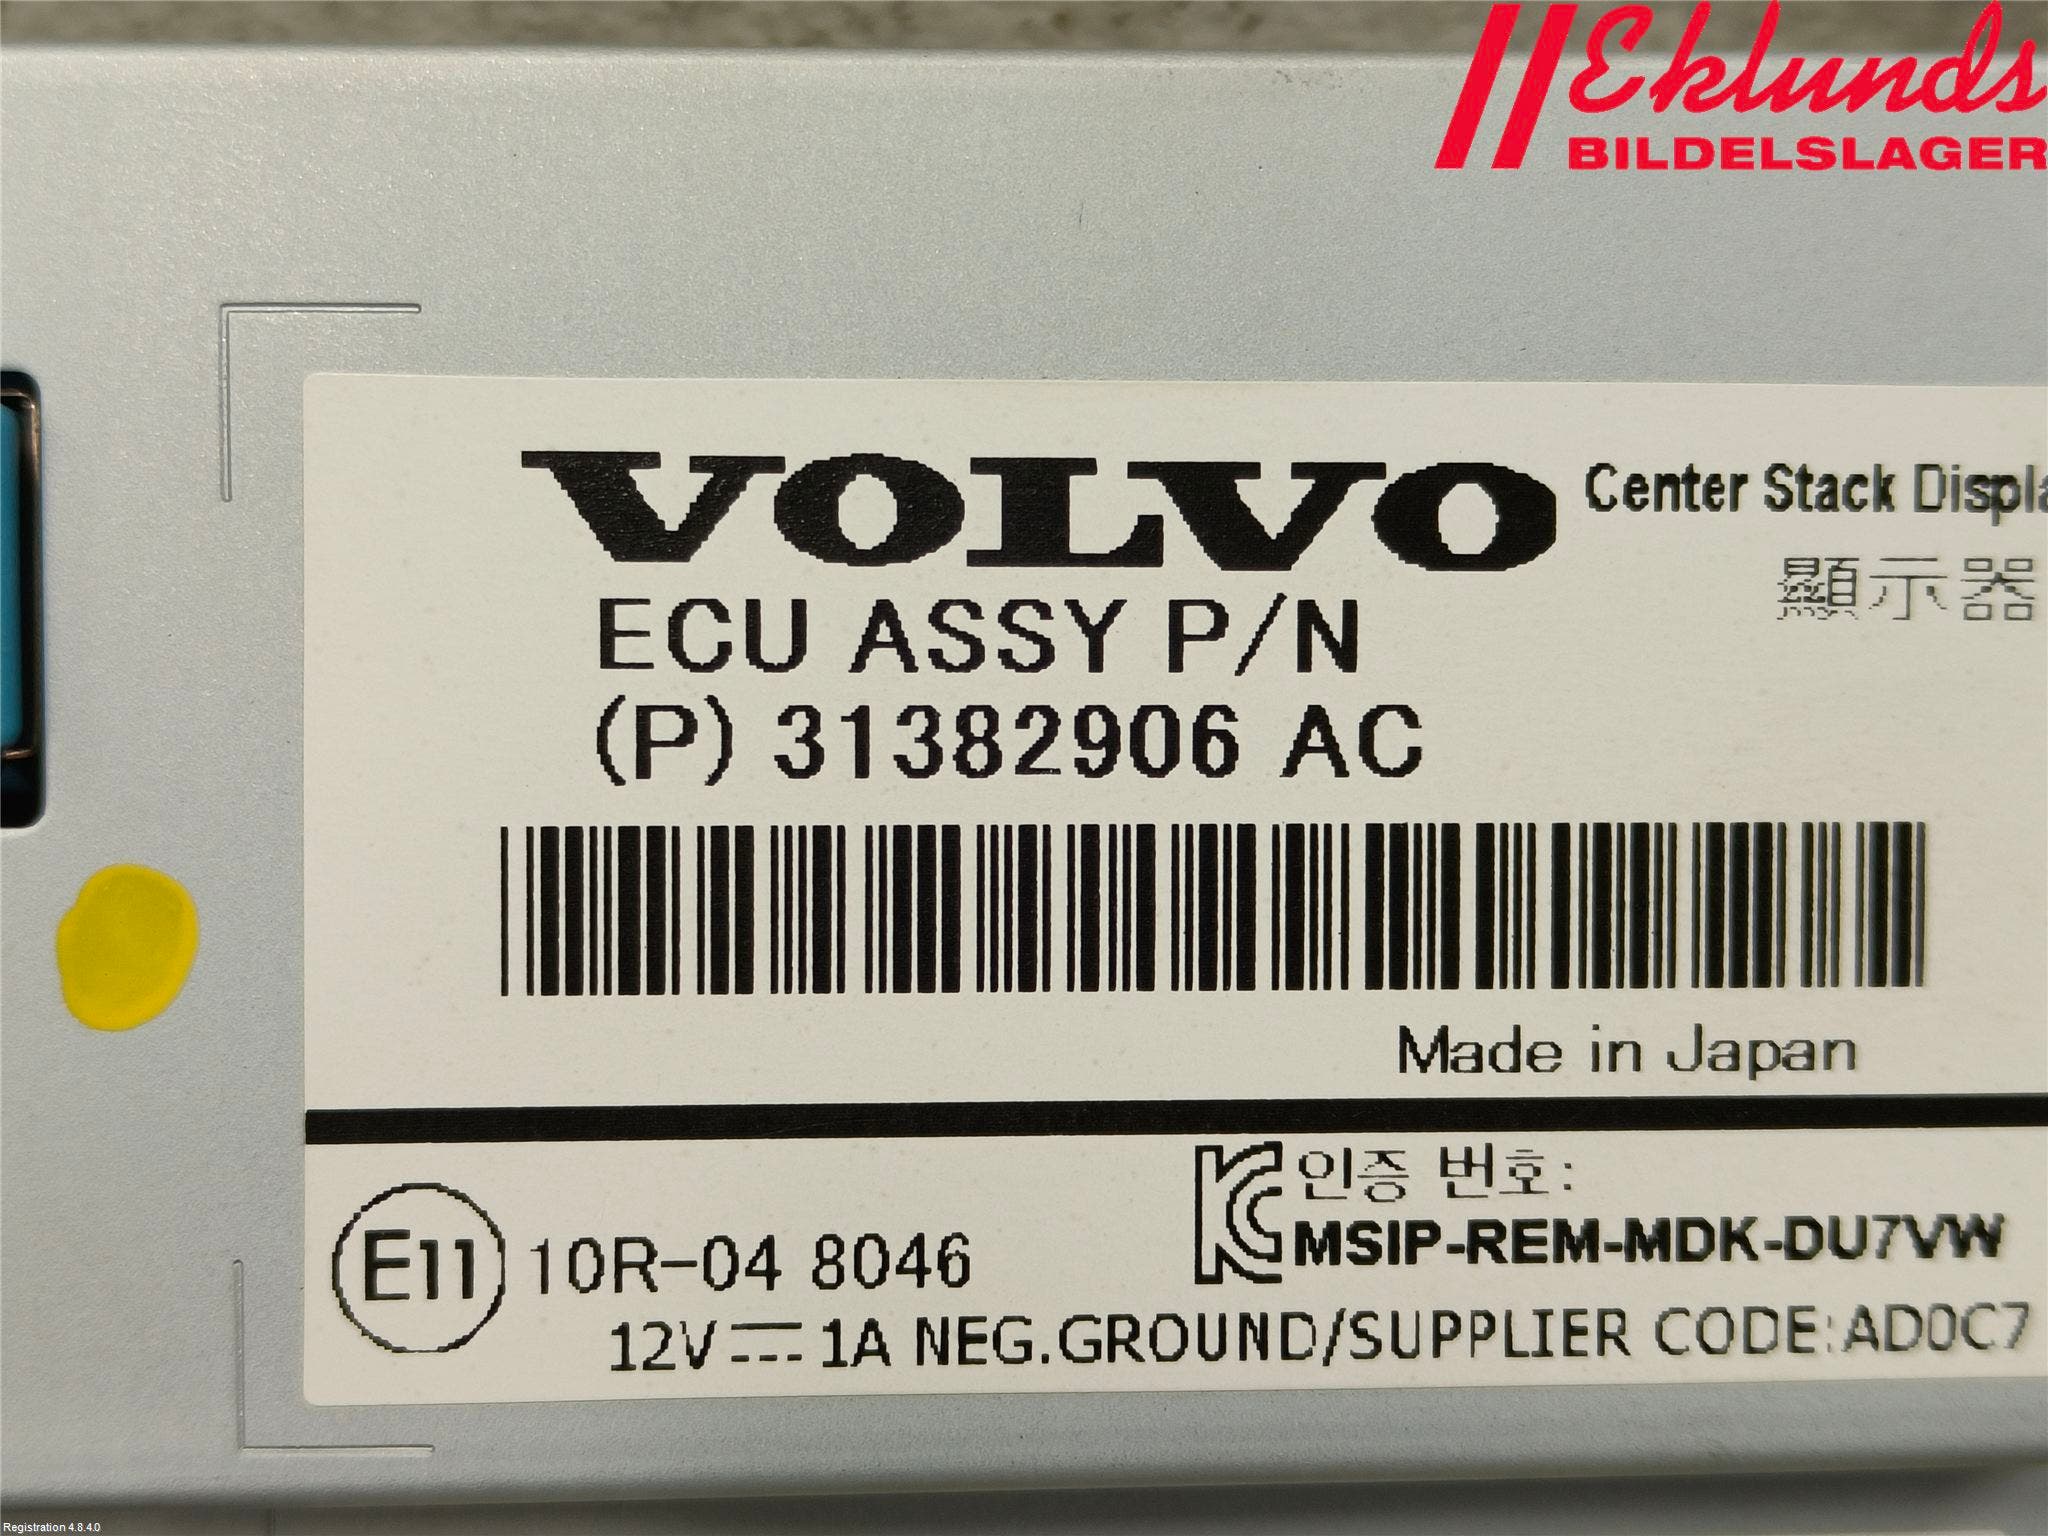 Eklunds
BILDELSLAGER
VOLVO
Center Stack
顯示器
ECU ASSY P/N
(P) 31382906 AC
Made in Japan
E11 10R-04 8046
인증 번호:
MSIP-REM-MDK-DU7VW
12V 1A NEG.GROUND/SUPPLIER CODE:AD0C7
Registration 4.8.4.0